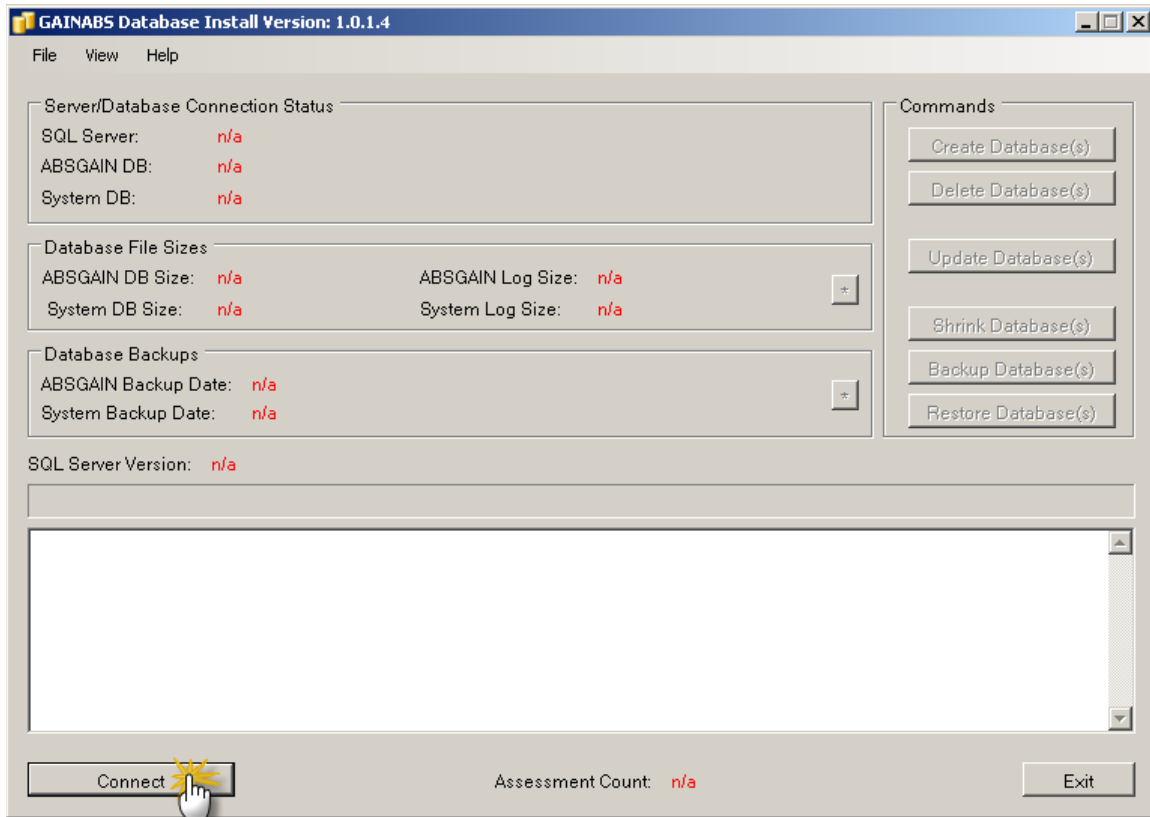 GAINABS Database Install Version: 1.0.1.4
File View Help
Server/Database Connection Status
SQL Server: n/a
ABSGAIN DB: n/a
System DB: n/a
Database File Sizes
ABSGAIN DB Size: n/a ABSGAIN Log Size: n/a
*
System DB Size: n/a System Log Size: n/a
Database Backups
ABSGAIN Backup Date: n/a
*
System Backup Date: n/a
Commands
Create Database(s)
Delete Database(s)
Update Database(s)
Shrink Database(s)
Backup Database(s)
Restore Database(s)
SQL Server Version: n/a
Connect
Assessment Count: n/a
Exit